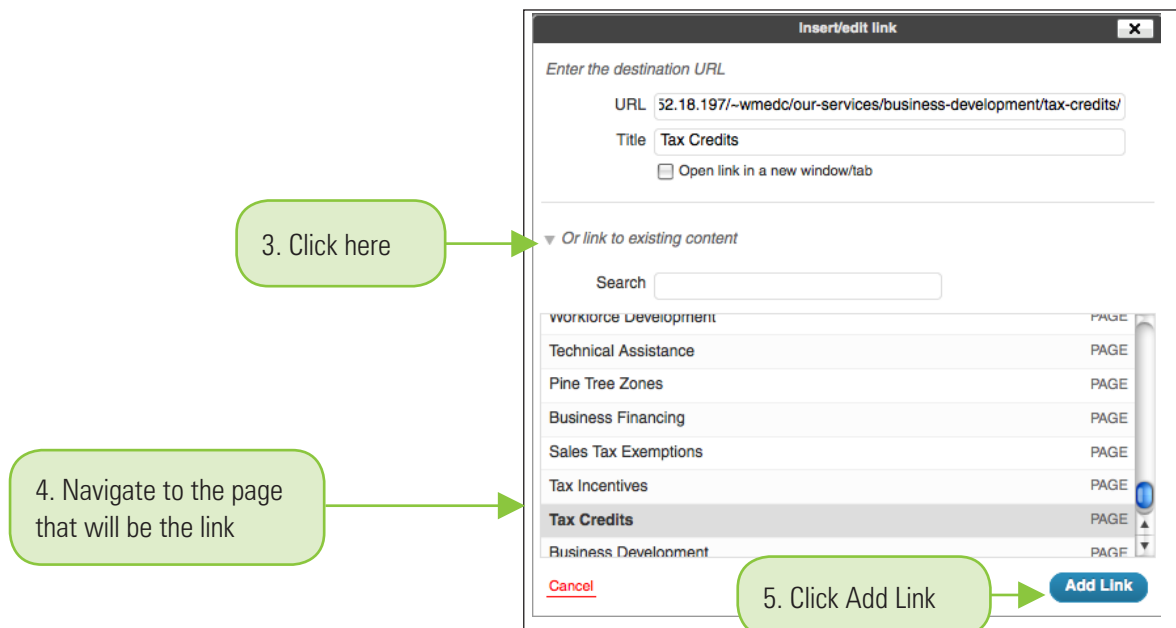 Insert/edit link
Enter the destination URL
URL 52.18.197/~wmedc/our-services/business-development/tax-credits/
Title Tax Credits
Open link in a new window/tab
3. Click here
Or link to existing content
Search
Workforce Development PAGE
Technical Assistance PAGE
Pine Tree Zones PAGE
Business Financing PAGE
Sales Tax Exemptions PAGE
4. Navigate to the page
that will be the link
Tax Incentives PAGE
Tax Credits PAGE
Business Development PAGE
Cancel
5. Click Add Link
Add Link